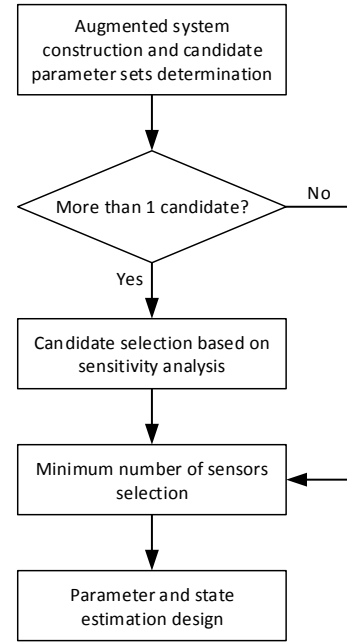 Augmented system
construction and candidate
parameter sets determination
More than 1 candidate?
No
Yes
Candidate selection based on
sensitivity analysis
Minimum number of sensors
selection
Parameter and state
estimation design